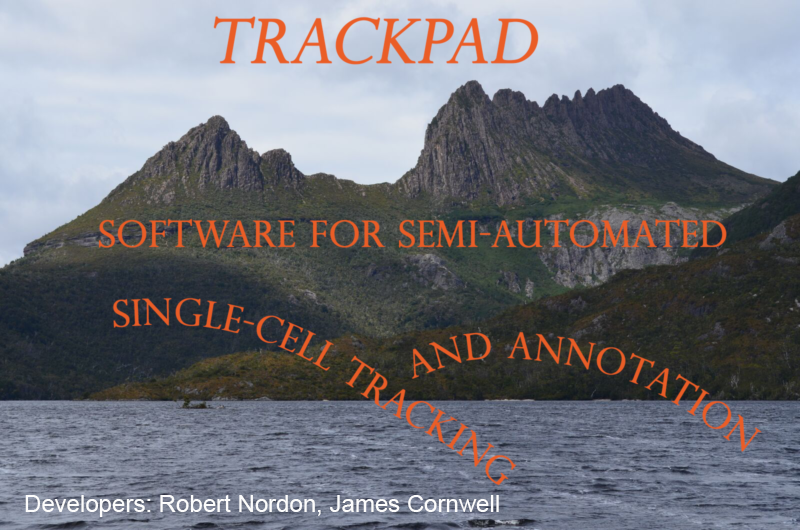 TRACKPAD
SOFTWARE FOR SEMI-AUTOMATED
SINGLE-CELL TRACKING
AND ANNOTATION
Developers: Robert Nordon, James Cornwell